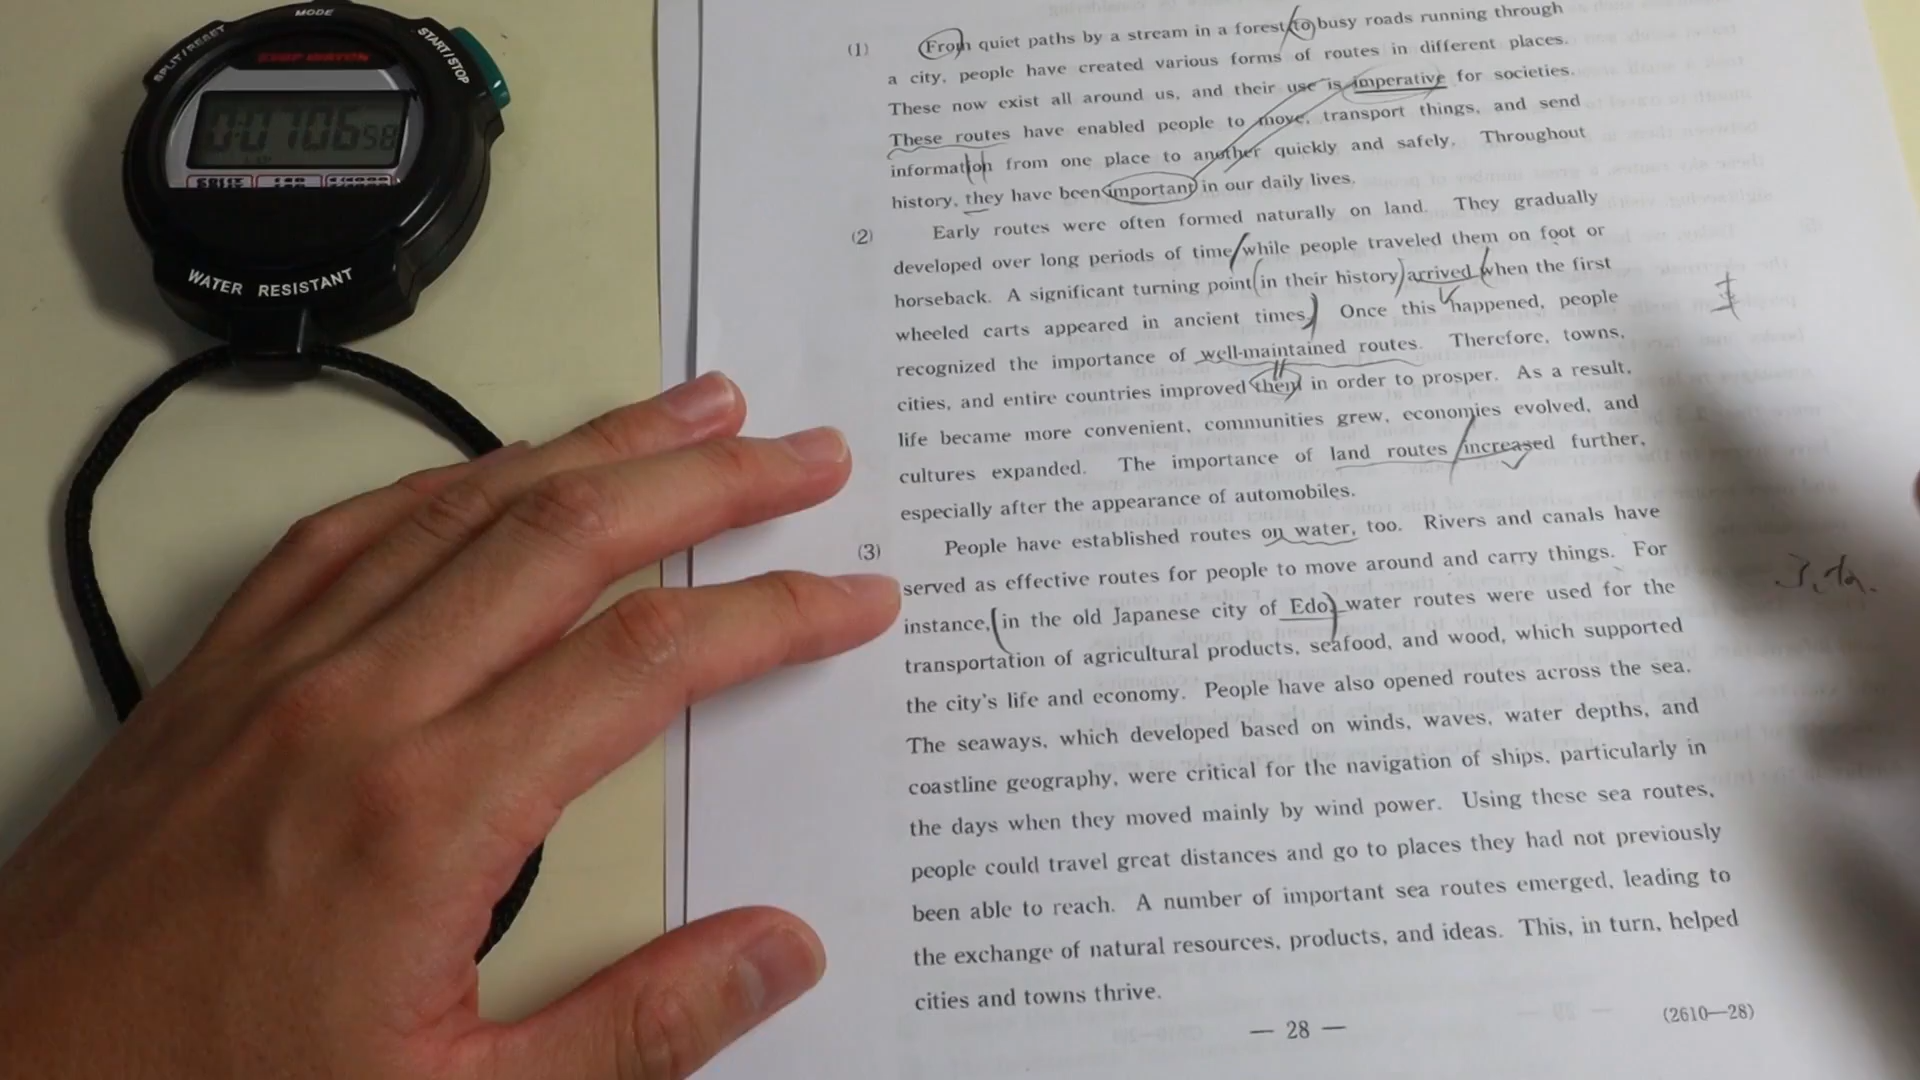 MODE
SPLIT/RESET
START/STOP
STOP WATCH
0:070658
WATER RESISTANT
(1) From quiet paths by a stream in a forest to busy roads running through
a city, people have created various forms of routes in different places.
These now exist all around us, and their use is imperative for societies.
These routes have enabled people to move, transport things, and send
information from one place to another quickly and safely. Throughout
history, they have been important in our daily lives.
(2) Early routes were often formed naturally on land. They gradually
developed over long periods of time while people traveled them on foot or
horseback. A significant turning point in their history arrived when the first
wheeled carts appeared in ancient times. Once this happened, people
recognized the importance of well-maintained routes. Therefore, towns,
cities, and entire countries improved them in order to prosper. As a result,
life became more convenient, communities grew, economies evolved, and
cultures expanded. The importance of land routes increased further,
especially after the appearance of automobiles.
(3) People have established routes on water, too. Rivers and canals have
served as effective routes for people to move around and carry things. For
instance, in the old Japanese city of Edo, water routes were used for the
transportation of agricultural products, seafood, and wood, which supported
the city's life and economy. People have also opened routes across the sea.
The seaways, which developed based on winds, waves, water depths, and
coastline geography, were critical for the navigation of ships, particularly in
the days when they moved mainly by wind power. Using these sea routes,
people could travel great distances and go to places they had not previously
been able to reach. A number of important sea routes emerged, leading to
the exchange of natural resources, products, and ideas. This, in turn, helped
cities and towns thrive.
— 28 —
(2610—28)